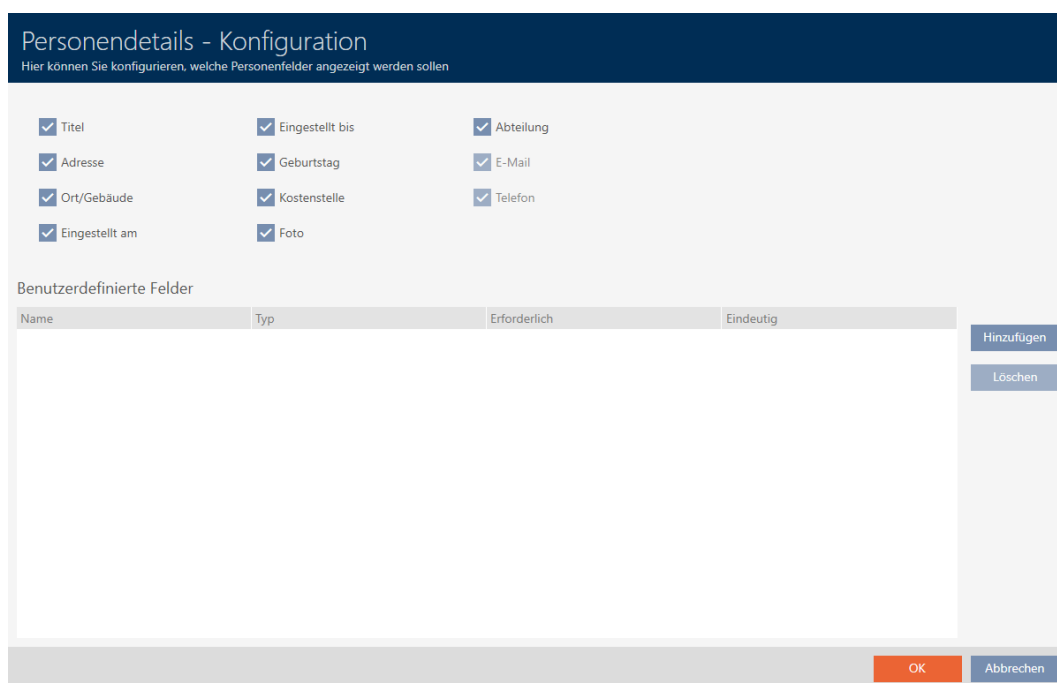 Personendetails - Konfiguration
Hier können Sie konfigurieren, welche Personenfelder angezeigt werden sollen
Titel
Eingestellt bis
Abteilung
Adresse
Geburtstag
E-Mail
Ort/Gebäude
Kostenstelle
Telefon
Eingestellt am
Foto
Benutzerdefinierte Felder
Name Typ Erforderlich Eindeutig
Hinzufügen
Löschen
OK
Abbrechen